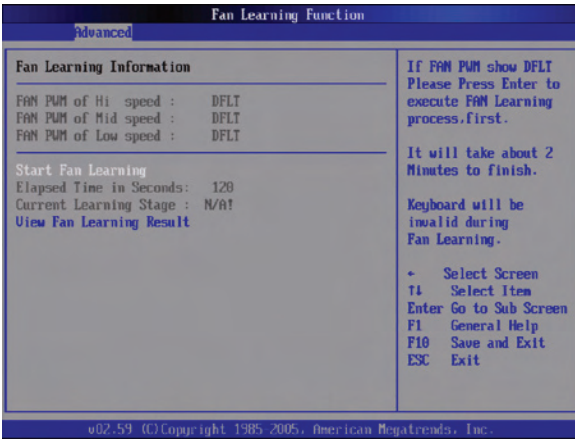 Fan Learning Function
Advanced
Fan Learning Information
FAN PWM of Hi speed : DFLT
FAN PWM of Mid speed : DFLT
FAN PWM of Low speed : DFLT
Start Fan Learning
Elapsed Time in Seconds: 120
Current Learning Stage : N/A!
View Fan Learning Result
If FAN PWM show DFLT
Please Press Enter to
execute FAN Learning
process,first.
It will take about 2
Minutes to finish.
Keyboard will be
invalid during
Fan Learning.
← Select Screen
↑↓ Select Item
Enter Go to Sub Screen
F1 General Help
F10 Save and Exit
ESC Exit
v02.59 (C)Copyright 1985-2005, American Megatrends, Inc.